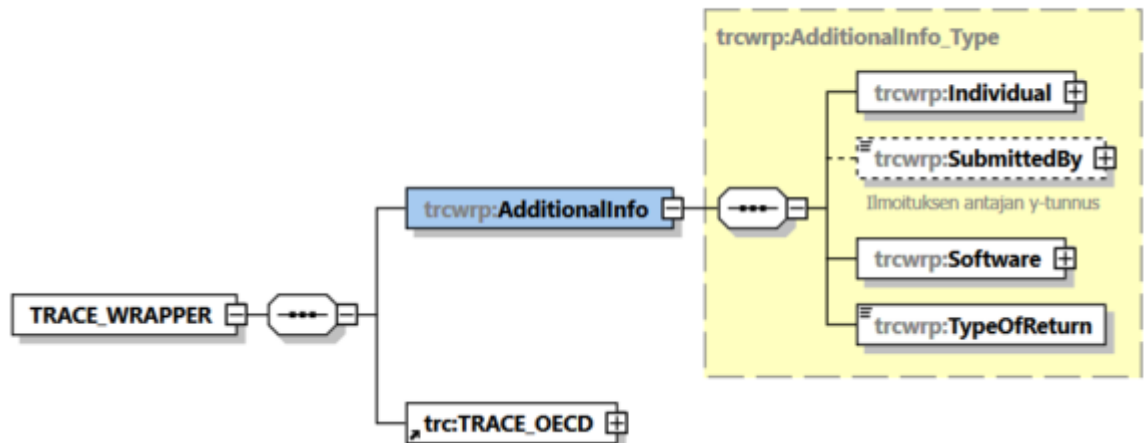 trcwrp:AdditionalInfo_Type
trcwrp:Individual
trcwrp:SubmittedBy
Ilmoituksen antajan y-tunnus
trcwrp:AdditionalInfo
trcwrp:Software
TRACE_WRAPPER
trcwrp:TypeOfReturn
trc:TRACE_OECD